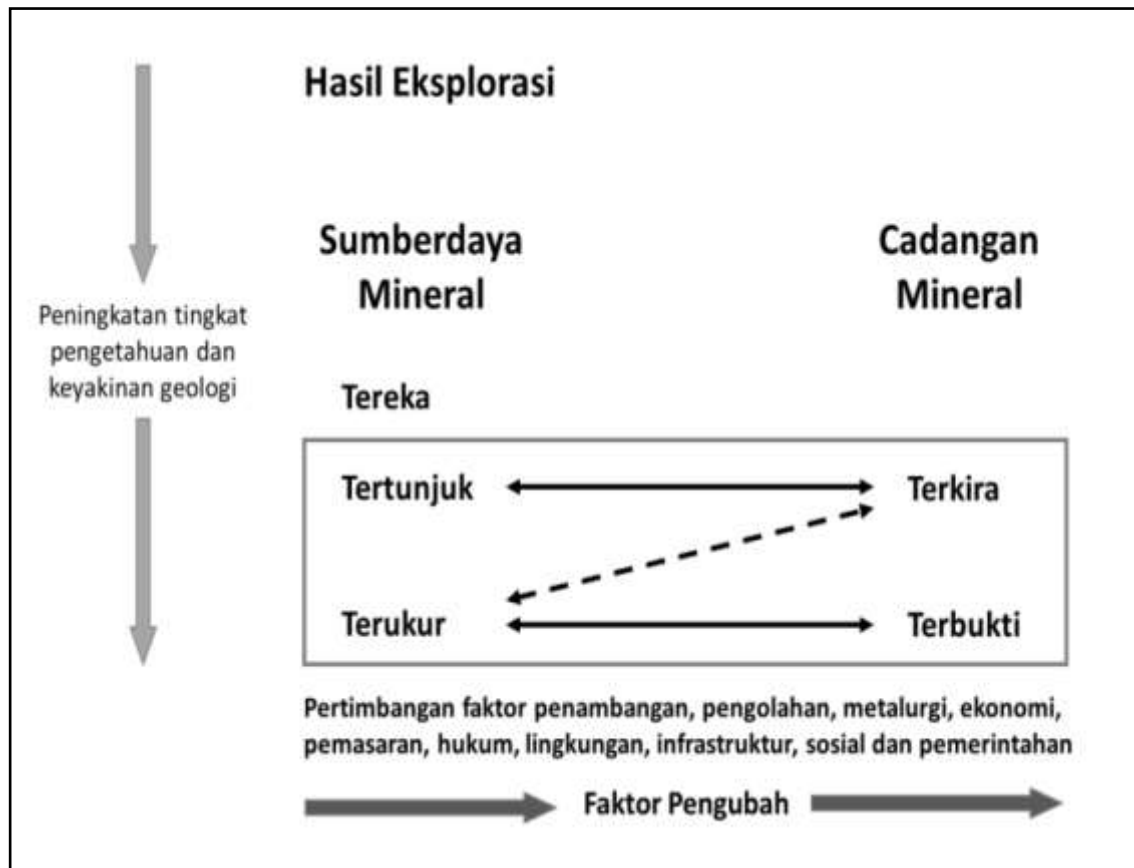 Hasil Eksplorasi
Sumberdaya
Mineral
Cadangan
Mineral
Peningkatan tingkat
pengetahuan dan
keyakinan geologi
Tereka
Tertunjuk
Terkira
Terukur
Terbukti
Pertimbangan faktor penambangan, pengolahan, metalurgi, ekonomi,
pemasaran, hukum, lingkungan, infrastruktur, sosial dan pemerintahan
Faktor Pengubah